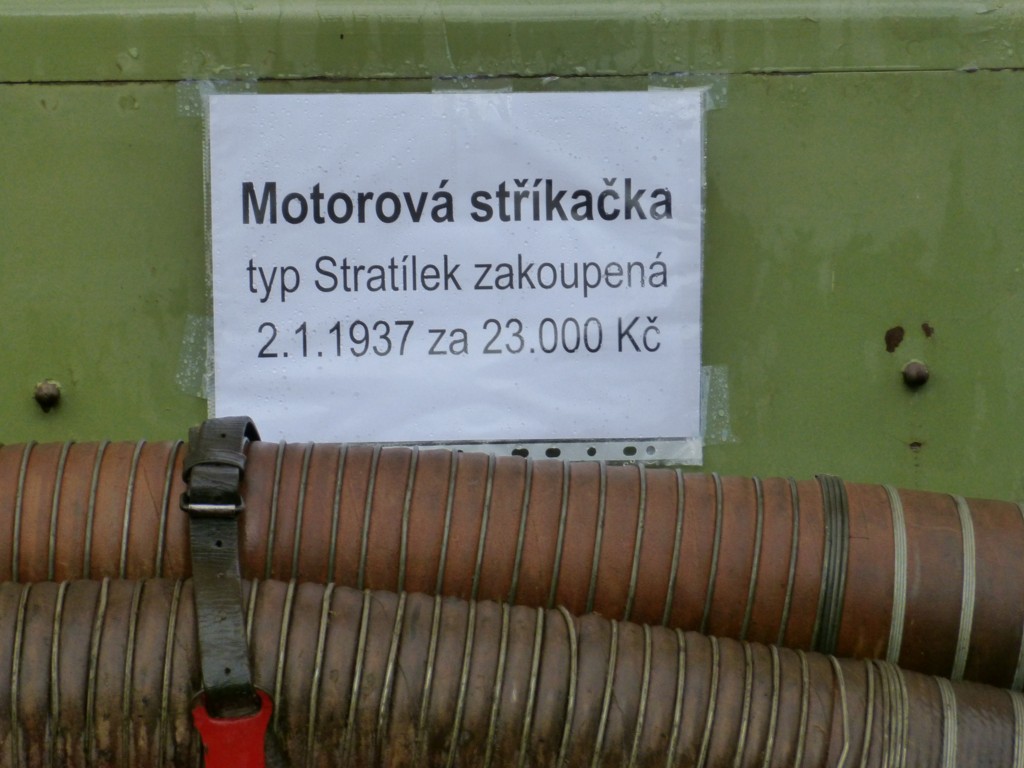 Motorová stříkačka
typ Stratílek zakoupená
2.1.1937 za 23.000 Kč